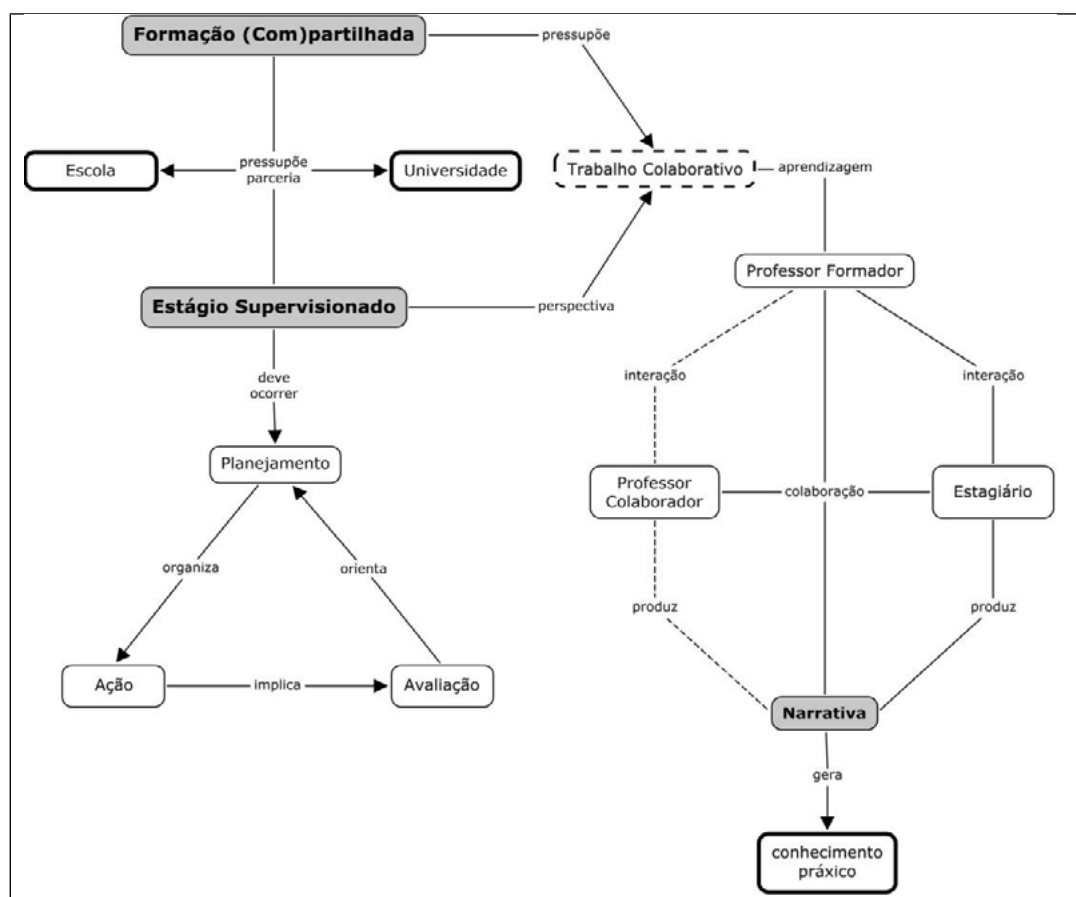 Formação (Com)partilhada
pressupõe
Escola
pressupõe
parceria
Universidade
Trabalho Colaborativo
aprendizagem
Professor Formador
Estágio Supervisionado
perspectiva
deve
ocorrer
interação
interação
Planejamento
Professor
Colaborador
colaboração
Estagiário
organiza
orienta
produz
produz
Ação
implica
Avaliação
Narrativa
gera
conhecimento
práxico